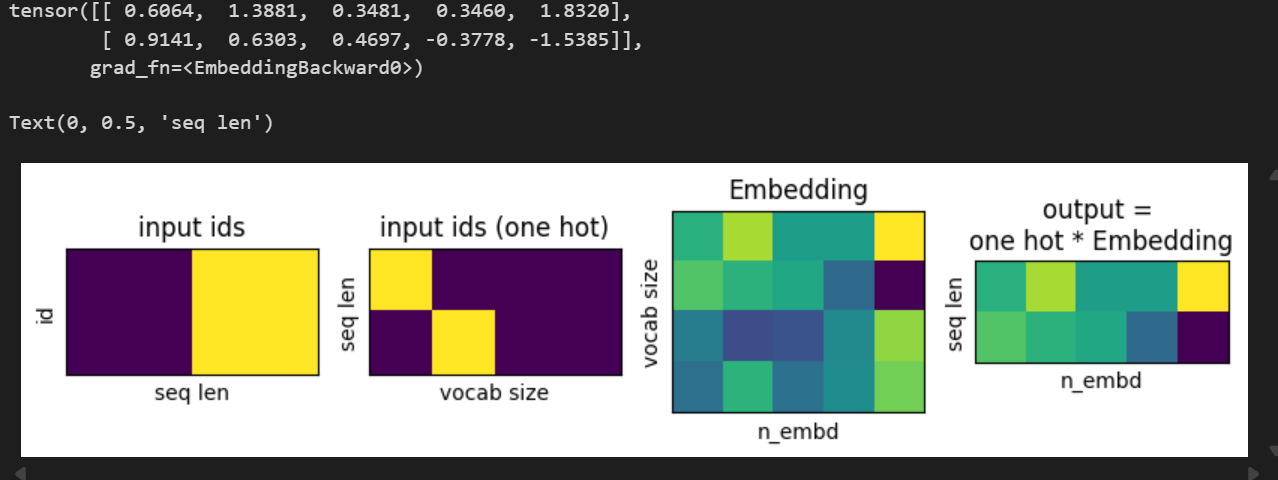 tensor([[ 0.6064,  1.3881,  0.3481,  0.3460,  1.8320],
        [ 0.9141,  0.6303,  0.4697, -0.3778, -1.5385]],
       grad_fn=<EmbeddingBackward0>)
Text(0, 0.5, 'seq len')
input ids
id
seq len
input ids (one hot)
seq len
vocab size
Embedding
vocab size
n_embd
output =
one hot * Embedding
seq len
n_embd